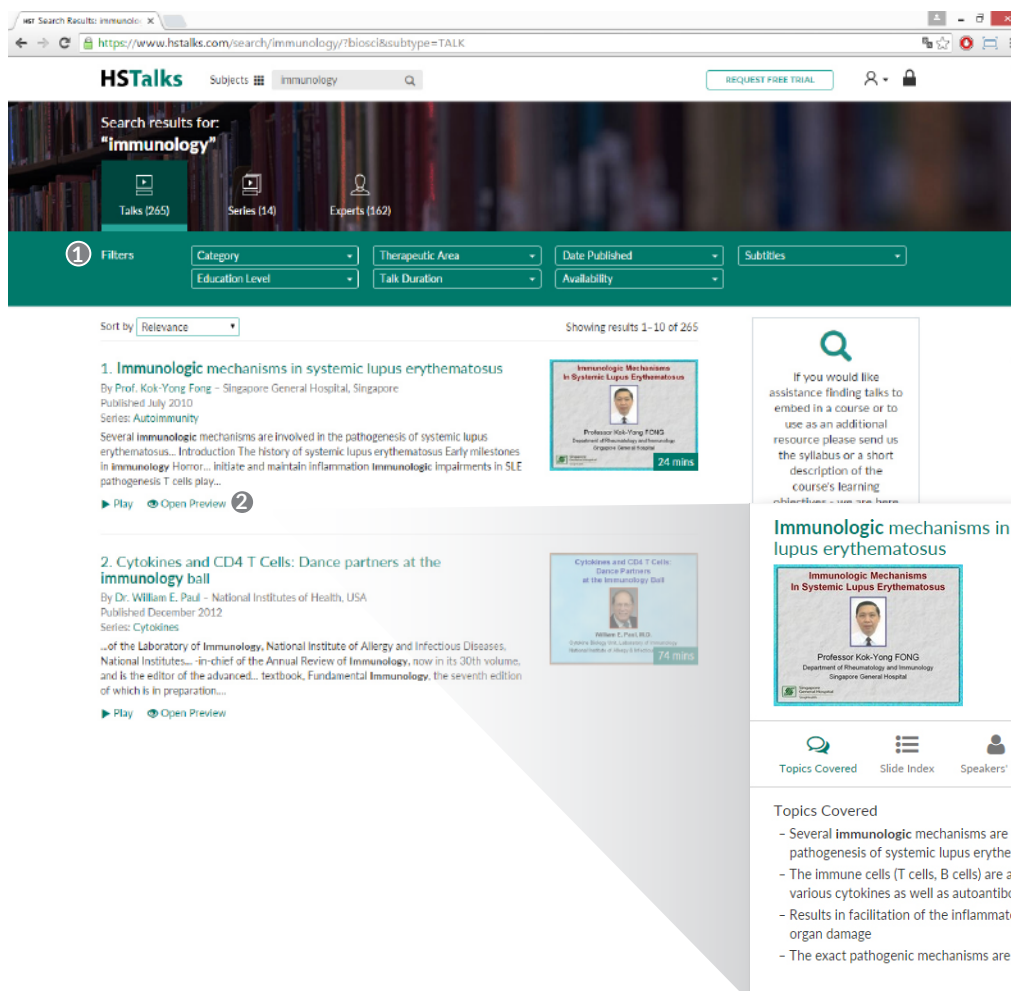 HST Search Results: immunolo
https://www.hstalks.com/search/immunology/?biosci&subtype=TALK
HSTalks Subjects immunology REQUEST FREE TRIAL
Search results for:
"immunology"
Talks (265) Series (14) Experts (162)
1 Filters Category Therapeutic Area Date Published Subtitles
Education Level Talk Duration Availability
Sort by Relevance Showing results 1-10 of 265
1. Immunologic mechanisms in systemic lupus erythematosus
By Prof. Kok-Yong Fong – Singapore General Hospital, Singapore
Published July 2010
Series: Autoimmunity
Several immunologic mechanisms are involved in the pathogenesis of systemic lupus
erythematosus... Introduction The history of systemic lupus erythematosus Early milestones
in immunology Horror... initiate and maintain inflammation Immunologic impairments in SLE
pathogenesis T cells play...
Play Open Preview 2
Immunologic Mechanisms
In Systemic Lupus Erythematosus
Professor Kok-Yong FONG
Department of Rheumatology and Immunology
Singapore General Hospital
24 mins
If you would like
assistance finding talks to
embed in a course or to
use as an additional
resource please send us
the syllabus or a short
description of the
course's learning
objectives - we are here
2. Cytokines and CD4 T Cells: Dance partners at the
immunology ball
By Dr. William E. Paul – National Institutes of Health, USA
Published December 2012
Series: Cytokines
...of the Laboratory of Immunology, National Institute of Allergy and Infectious Diseases,
National Institutes... -in-chief of the Annual Review of Immunology, now in its 30th volume,
and is the editor of the advanced... textbook, Fundamental Immunology, the seventh edition
of which is in preparation....
Play Open Preview
Cytokines and CD4 T Cells:
Dance Partners
at the Immunology Ball
William E. Paul, M.D.
74 mins
Immunologic mechanisms in
lupus erythematosus
Immunologic Mechanisms
In Systemic Lupus Erythematosus
Professor Kok-Yong FONG
Department of Rheumatology and Immunology
Singapore General Hospital
Singapore
General Hospital
Topics Covered Slide Index Speakers'
Topics Covered
– Several immunologic mechanisms are
pathogenesis of systemic lupus erythe
– The immune cells (T cells, B cells) are a
various cytokines as well as autoantibo
– Results in facilitation of the inflammato
organ damage
– The exact pathogenic mechanisms are